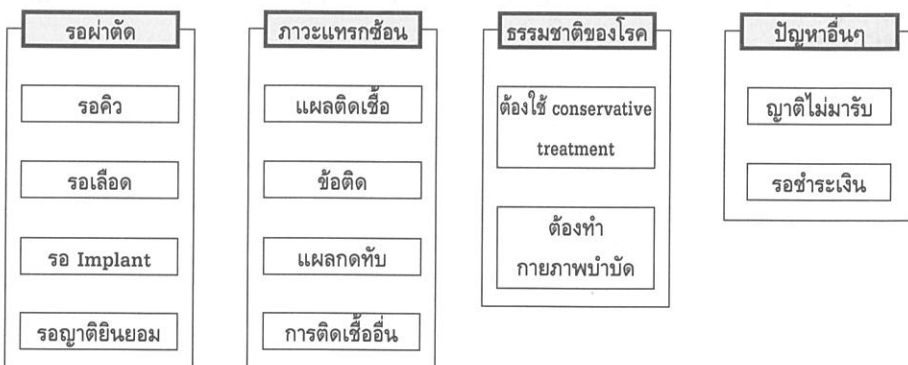 รอผ่าตัด
รอคิว
รอเลือด
รอ Implant
รอญาติยินยอม
ภาวะแทรกซ้อน
แผลติดเชื้อ
ข้อติด
แผลกดทับ
การติดเชื้ออื่น
ธรรมชาติของโรค
ต้องใช้ conservative
treatment
ต้องทำ
กายภาพบำบัด
ปัญหาอื่นๆ
ญาติไม่มารับ
รอชำระเงิน